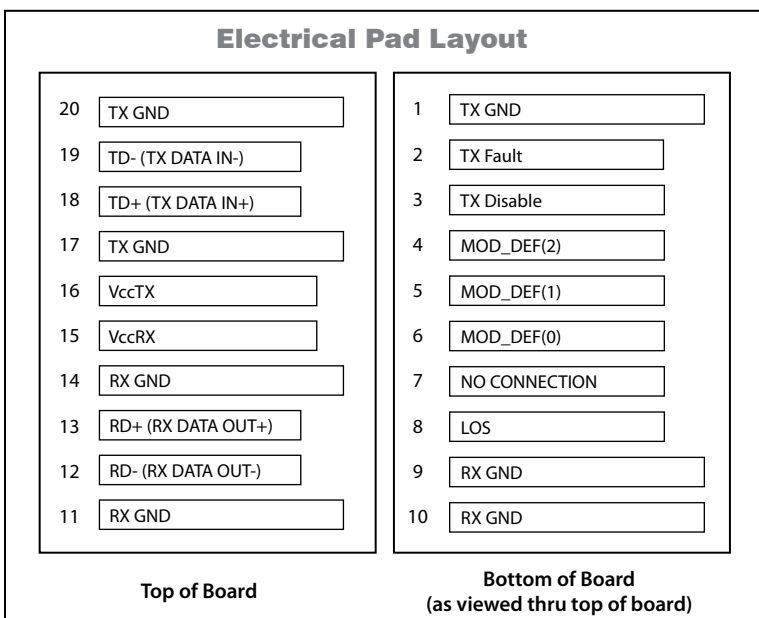 Electrical Pad Layout
20 TX GND
19 TD- (TX DATA IN-)
18 TD+ (TX DATA IN+)
17 TX GND
16 VccTX
15 VccRX
14 RX GND
13 RD+ (RX DATA OUT+)
12 RD- (RX DATA OUT-)
11 RX GND
Top of Board
1 TX GND
2 TX Fault
3 TX Disable
4 MOD_DEF(2)
5 MOD_DEF(1)
6 MOD_DEF(0)
7 NO CONNECTION
8 LOS
9 RX GND
10 RX GND
Bottom of Board
(as viewed thru top of board)